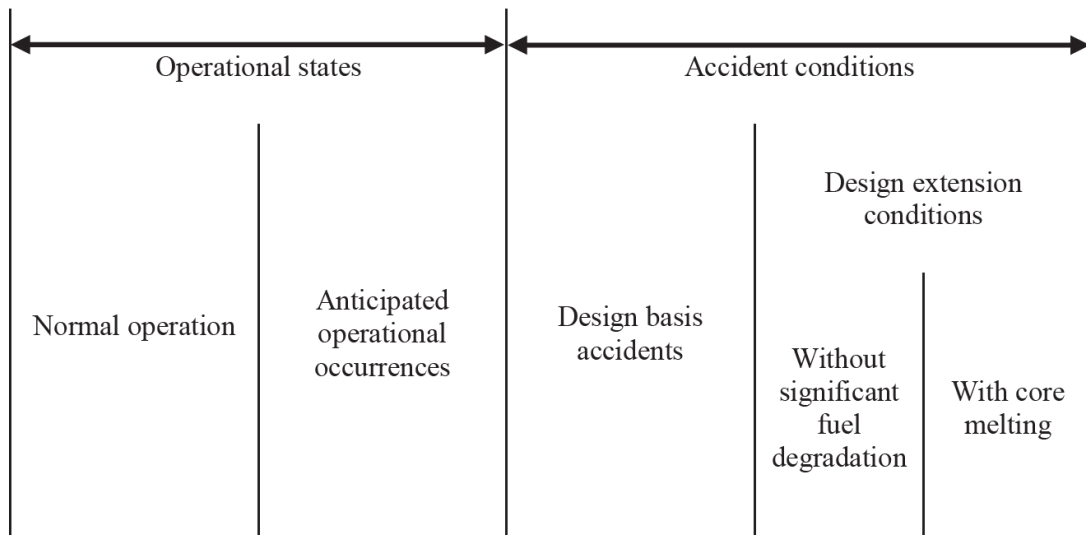 Operational states
Accident conditions
Design extension
conditions
Normal operation
Anticipated
operational
occurrences
Design basis
accidents
Without
significant
fuel
degradation
With core
melting